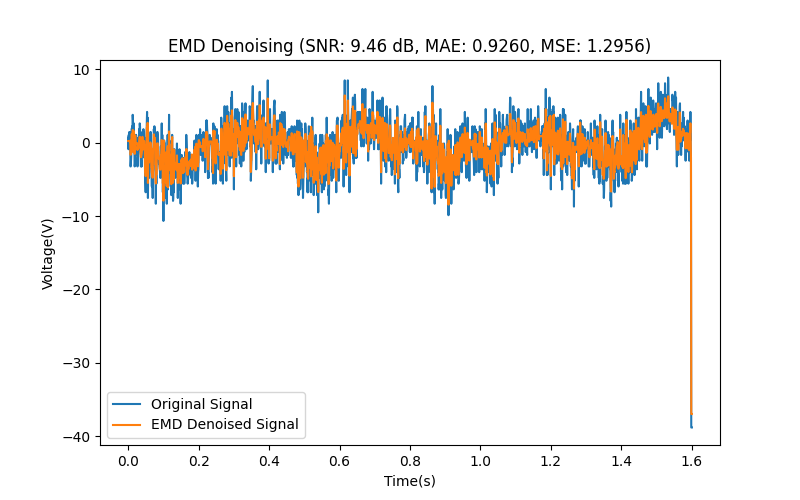 EMD Denoising (SNR: 9.46 dB, MAE: 0.9260, MSE: 1.2956)
10
0
−10
−20
−30
−40
Voltage(V)
Original Signal
EMD Denoised Signal
0.0 0.2 0.4 0.6 0.8 1.0 1.2 1.4 1.6
Time(s)